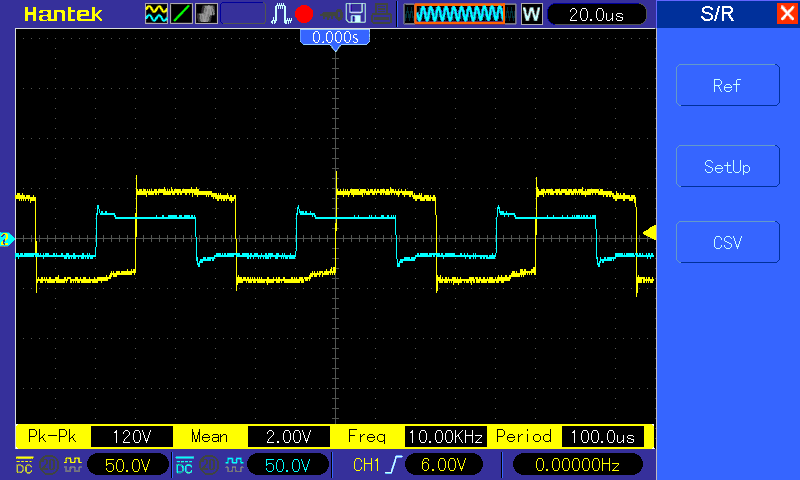 Hantek W 20.0us S/R
0.000s
Ref
SetUp
CSV
Pk-Pk 120V Mean 2.00V Freq 10.00KHz Period 100.0us
DC 50.0V DC 50.0V CH1 6.00V 0.00000Hz